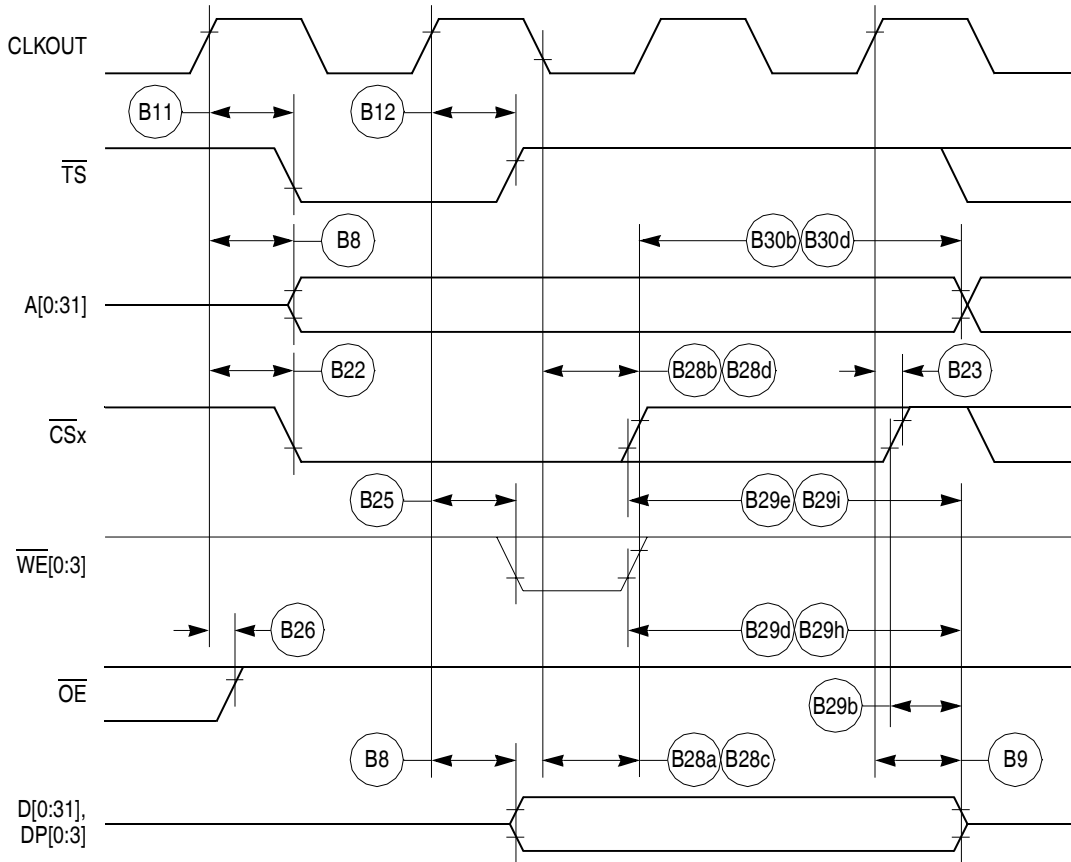 CLKOUT
B11
B12
TS
B8
B30b B30d
A[0:31]
B22
B28b B28d
B23
CSx
B25
B29e B29i
WE[0:3]
B26
B29d B29h
OE
B29b
B8
B28a B28c
B9
D[0:31],
DP[0:3]